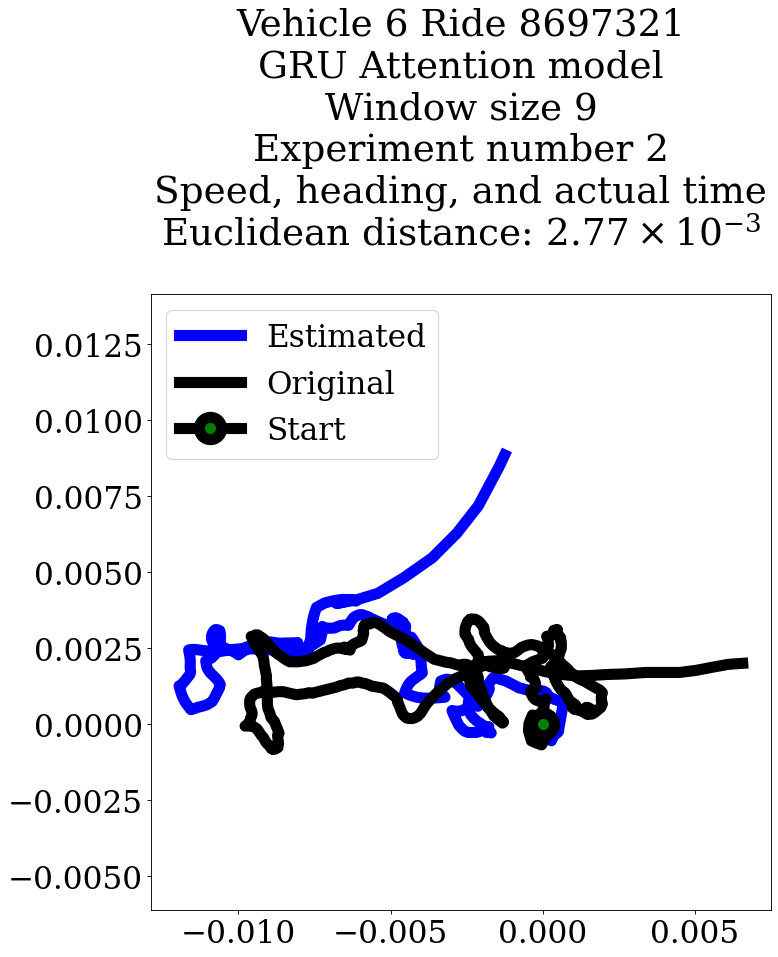 Vehicle 6 Ride 8697321
GRU Attention model
Window size 9
Experiment number 2
Speed, heading, and actual time
Euclidean distance: 2.77 × 10⁻³
Estimated
Original
Start
0.0125
0.0100
0.0075
0.0050
0.0025
0.0000
−0.0025
−0.0050
−0.010 −0.005 0.000 0.005